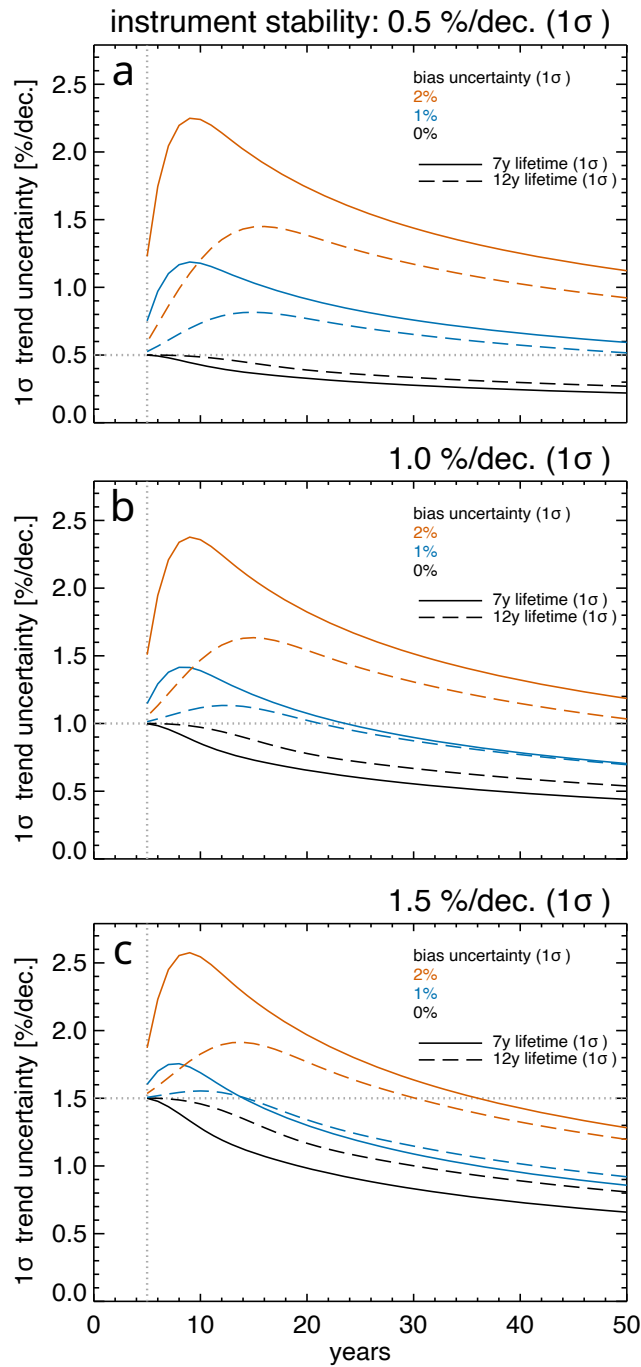 instrument stability: 0.5 %/dec. (1σ )
a
bias uncertainty (1σ )
2%
1%
0%
7y lifetime (1σ )
12y lifetime (1σ )
2.5
2.0
1.5
1.0
0.5
0.0
1σ trend uncertainty [%/dec.]
1.0 %/dec. (1σ )
b
bias uncertainty (1σ )
2%
1%
0%
7y lifetime (1σ )
12y lifetime (1σ )
2.5
2.0
1.5
1.0
0.5
0.0
1σ trend uncertainty [%/dec.]
1.5 %/dec. (1σ )
c
bias uncertainty (1σ )
2%
1%
0%
7y lifetime (1σ )
12y lifetime (1σ )
2.5
2.0
1.5
1.0
0.5
0.0
1σ trend uncertainty [%/dec.]
0 10 20 30 40 50
years